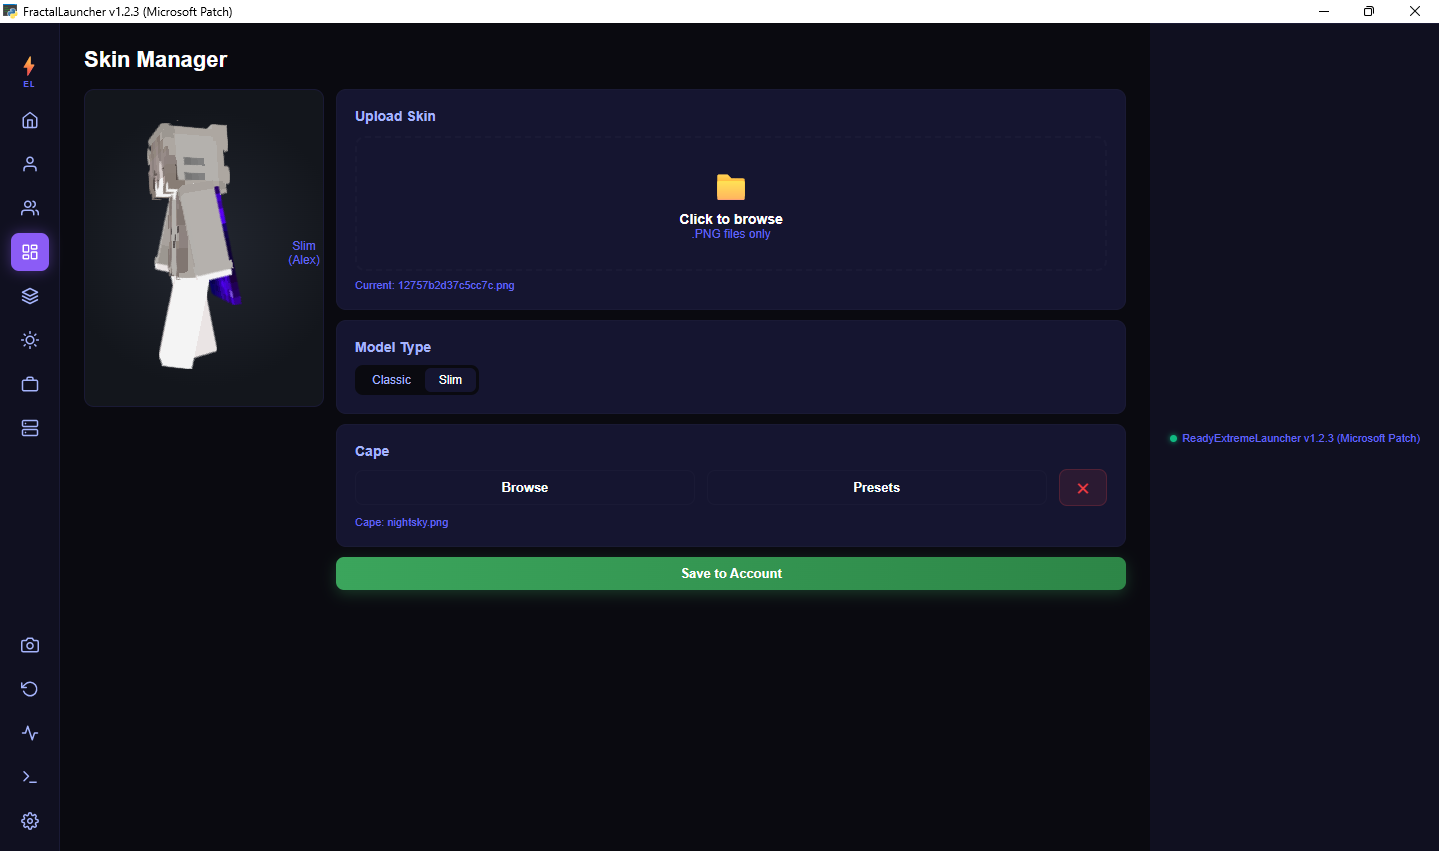 FractalLauncher v1.2.3 (Microsoft Patch)
EL
Skin Manager
Slim
(Alex)
Upload Skin
Click to browse
.PNG files only
Current: 12757b2d37c5cc7c.png
Model Type
Classic
Slim
Cape
Browse
Presets
Cape: nightsky.png
Save to Account
ReadyExtremeLauncher v1.2.3 (Microsoft Patch)